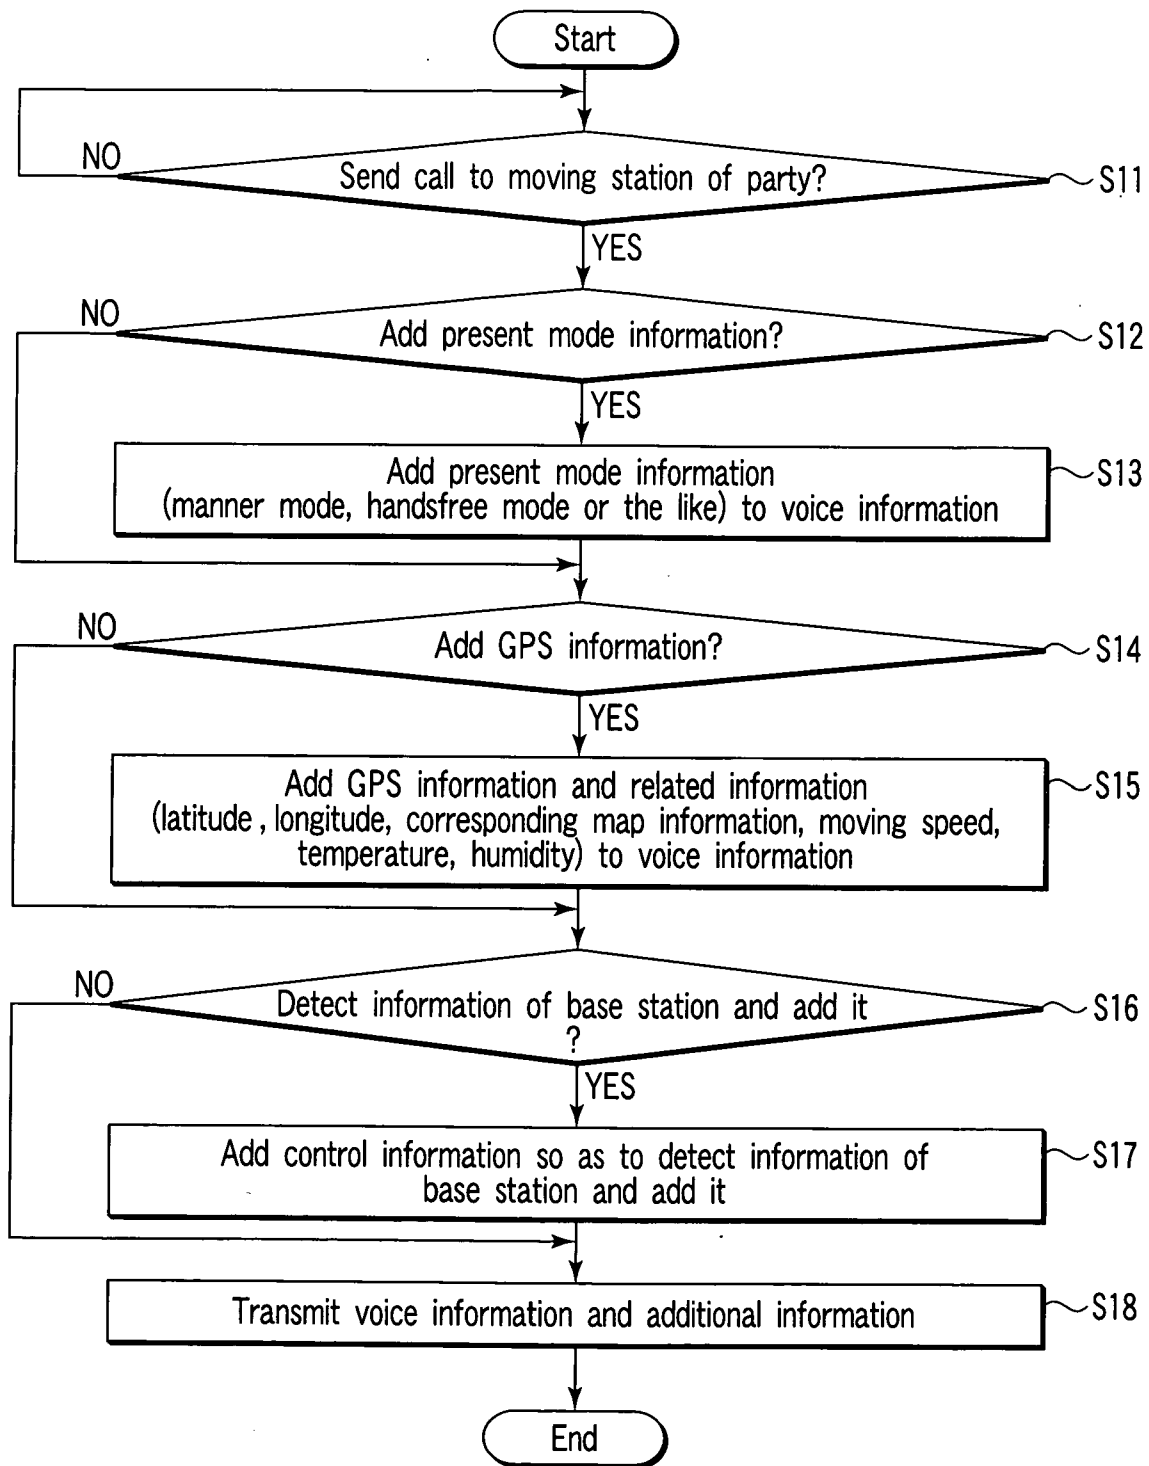 Start
NO
Send call to moving station of party?
S11
YES
NO
Add present mode information?
S12
YES
Add present mode information
(manner mode, handsfree mode or the like) to voice information
S13
NO
Add GPS information?
S14
YES
Add GPS information and related information
(latitude, longitude, corresponding map information, moving speed,
temperature, humidity) to voice information
S15
NO
Detect information of base station and add it
?
S16
YES
Add control information so as to detect information of
base station and add it
S17
Transmit voice information and additional information
S18
End